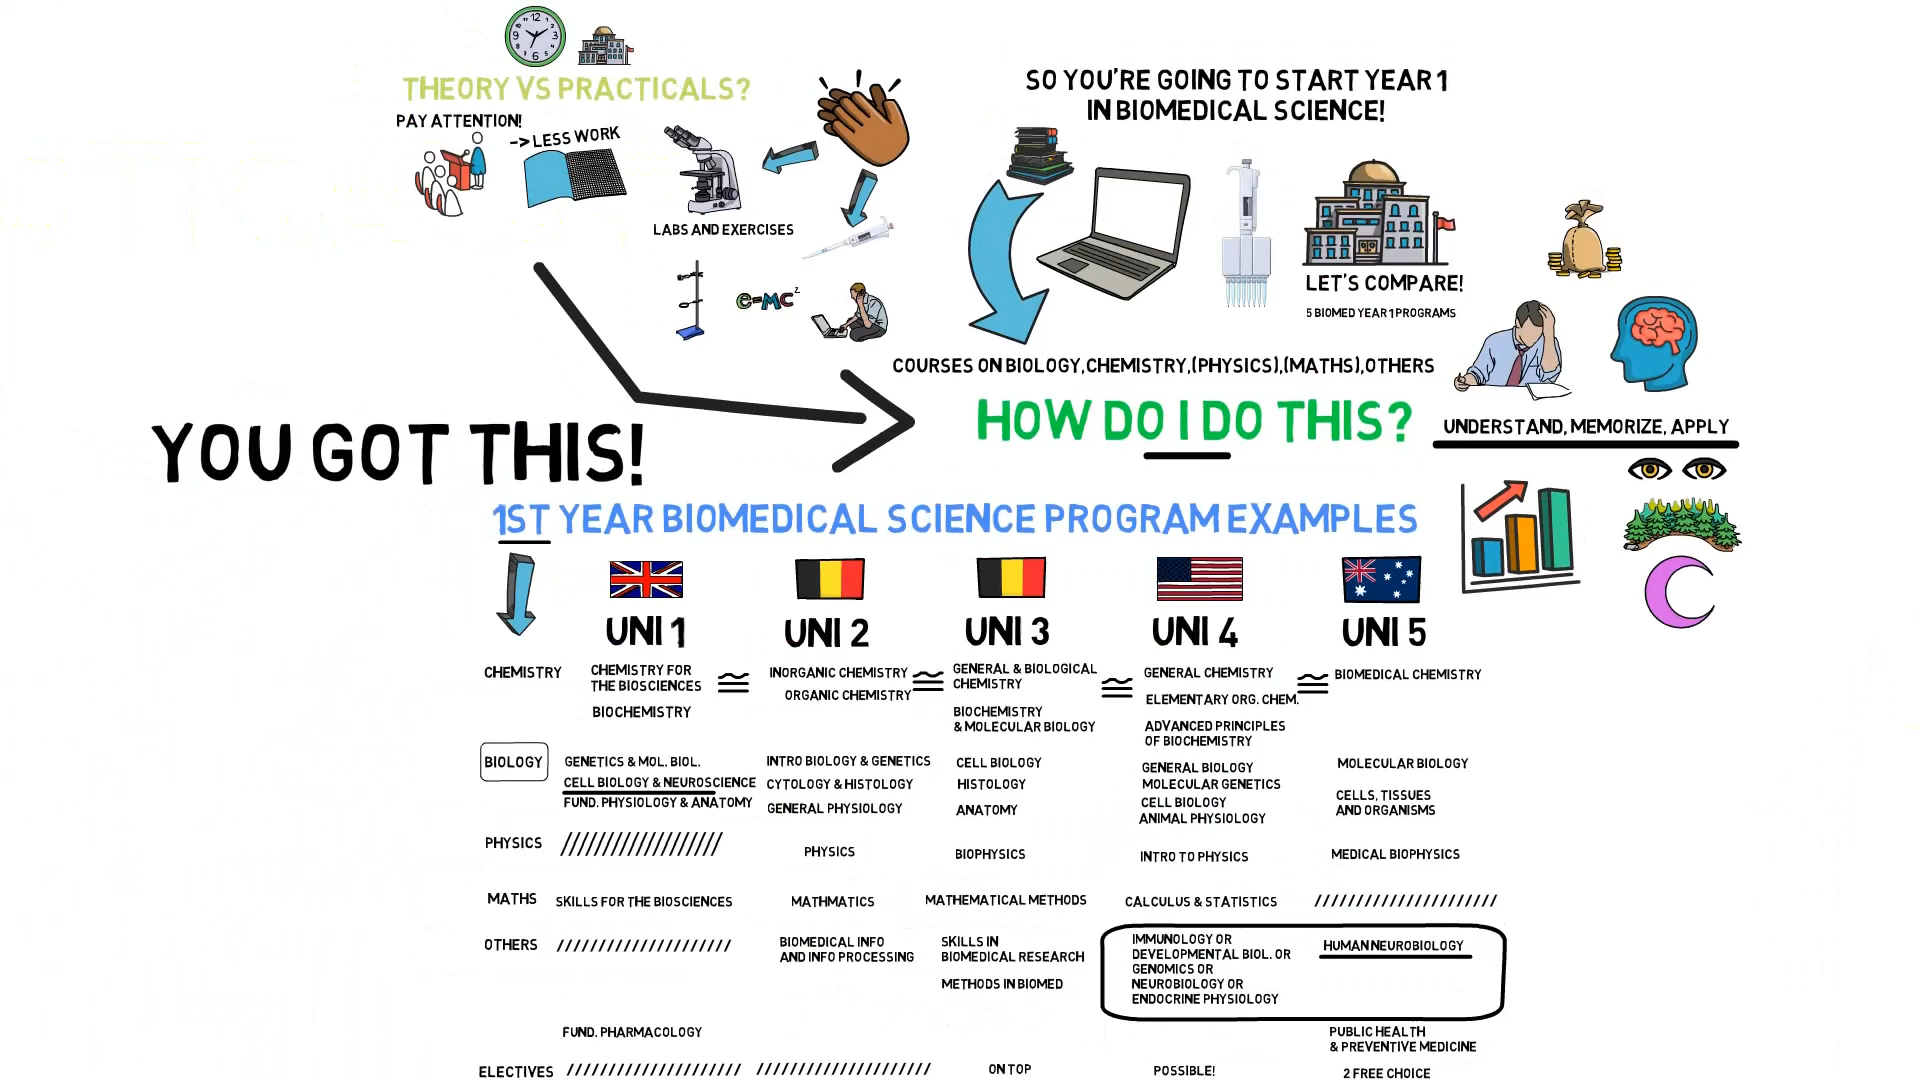 THEORY VS PRACTICALS?
PAY ATTENTION!
->LESS WORK
LABS AND EXERCISES
e=mc²
SO YOU'RE GOING TO START YEAR 1
IN BIOMEDICAL SCIENCE!
LET'S COMPARE!
5 BIOMED YEAR 1 PROGRAMS
COURSES ON BIOLOGY,CHEMISTRY,(PHYSICS),(MATHS),OTHERS
HOW DO I DO THIS?
UNDERSTAND, MEMORIZE, APPLY
YOU GOT THIS!
1ST YEAR BIOMEDICAL SCIENCE PROGRAM EXAMPLES
UNI 1
UNI 2
UNI 3
UNI 4
UNI 5
CHEMISTRY
CHEMISTRY FOR
THE BIOSCIENCES
BIOCHEMISTRY
INORGANIC CHEMISTRY
ORGANIC CHEMISTRY
GENERAL & BIOLOGICAL
CHEMISTRY
BIOCHEMISTRY
& MOLECULAR BIOLOGY
GENERAL CHEMISTRY
ELEMENTARY ORG. CHEM.
ADVANCED PRINCIPLES
OF BIOCHEMISTRY
BIOMEDICAL CHEMISTRY
BIOLOGY
GENETICS & MOL. BIOL.
CELL BIOLOGY & NEUROSCIENCE
FUND. PHYSIOLOGY & ANATOMY
INTRO BIOLOGY & GENETICS
CYTOLOGY & HISTOLOGY
GENERAL PHYSIOLOGY
CELL BIOLOGY
HISTOLOGY
ANATOMY
GENERAL BIOLOGY
MOLECULAR GENETICS
CELL BIOLOGY
ANIMAL PHYSIOLOGY
MOLECULAR BIOLOGY
CELLS, TISSUES
AND ORGANISMS
PHYSICS
PHYSICS
BIOPHYSICS
INTRO TO PHYSICS
MEDICAL BIOPHYSICS
MATHS
SKILLS FOR THE BIOSCIENCES
MATHMATICS
MATHEMATICAL METHODS
CALCULUS & STATISTICS
OTHERS
BIOMEDICAL INFO
AND INFO PROCESSING
SKILLS IN
BIOMEDICAL RESEARCH
METHODS IN BIOMED
IMMUNOLOGY OR
DEVELOPMENTAL BIOL. OR
GENOMICS OR
NEUROBIOLOGY OR
ENDOCRINE PHYSIOLOGY
HUMAN NEUROBIOLOGY
FUND. PHARMACOLOGY
PUBLIC HEALTH
& PREVENTIVE MEDICINE
ELECTIVES
ON TOP
POSSIBLE!
2 FREE CHOICE